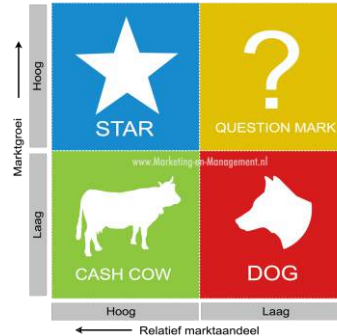 Marktgroei
Hoog
Laag
STAR
?
QUESTION MARK
www.Marketing-en-Management.nl
CASH COW
DOG
Hoog
Laag
Relatief marktaandeel